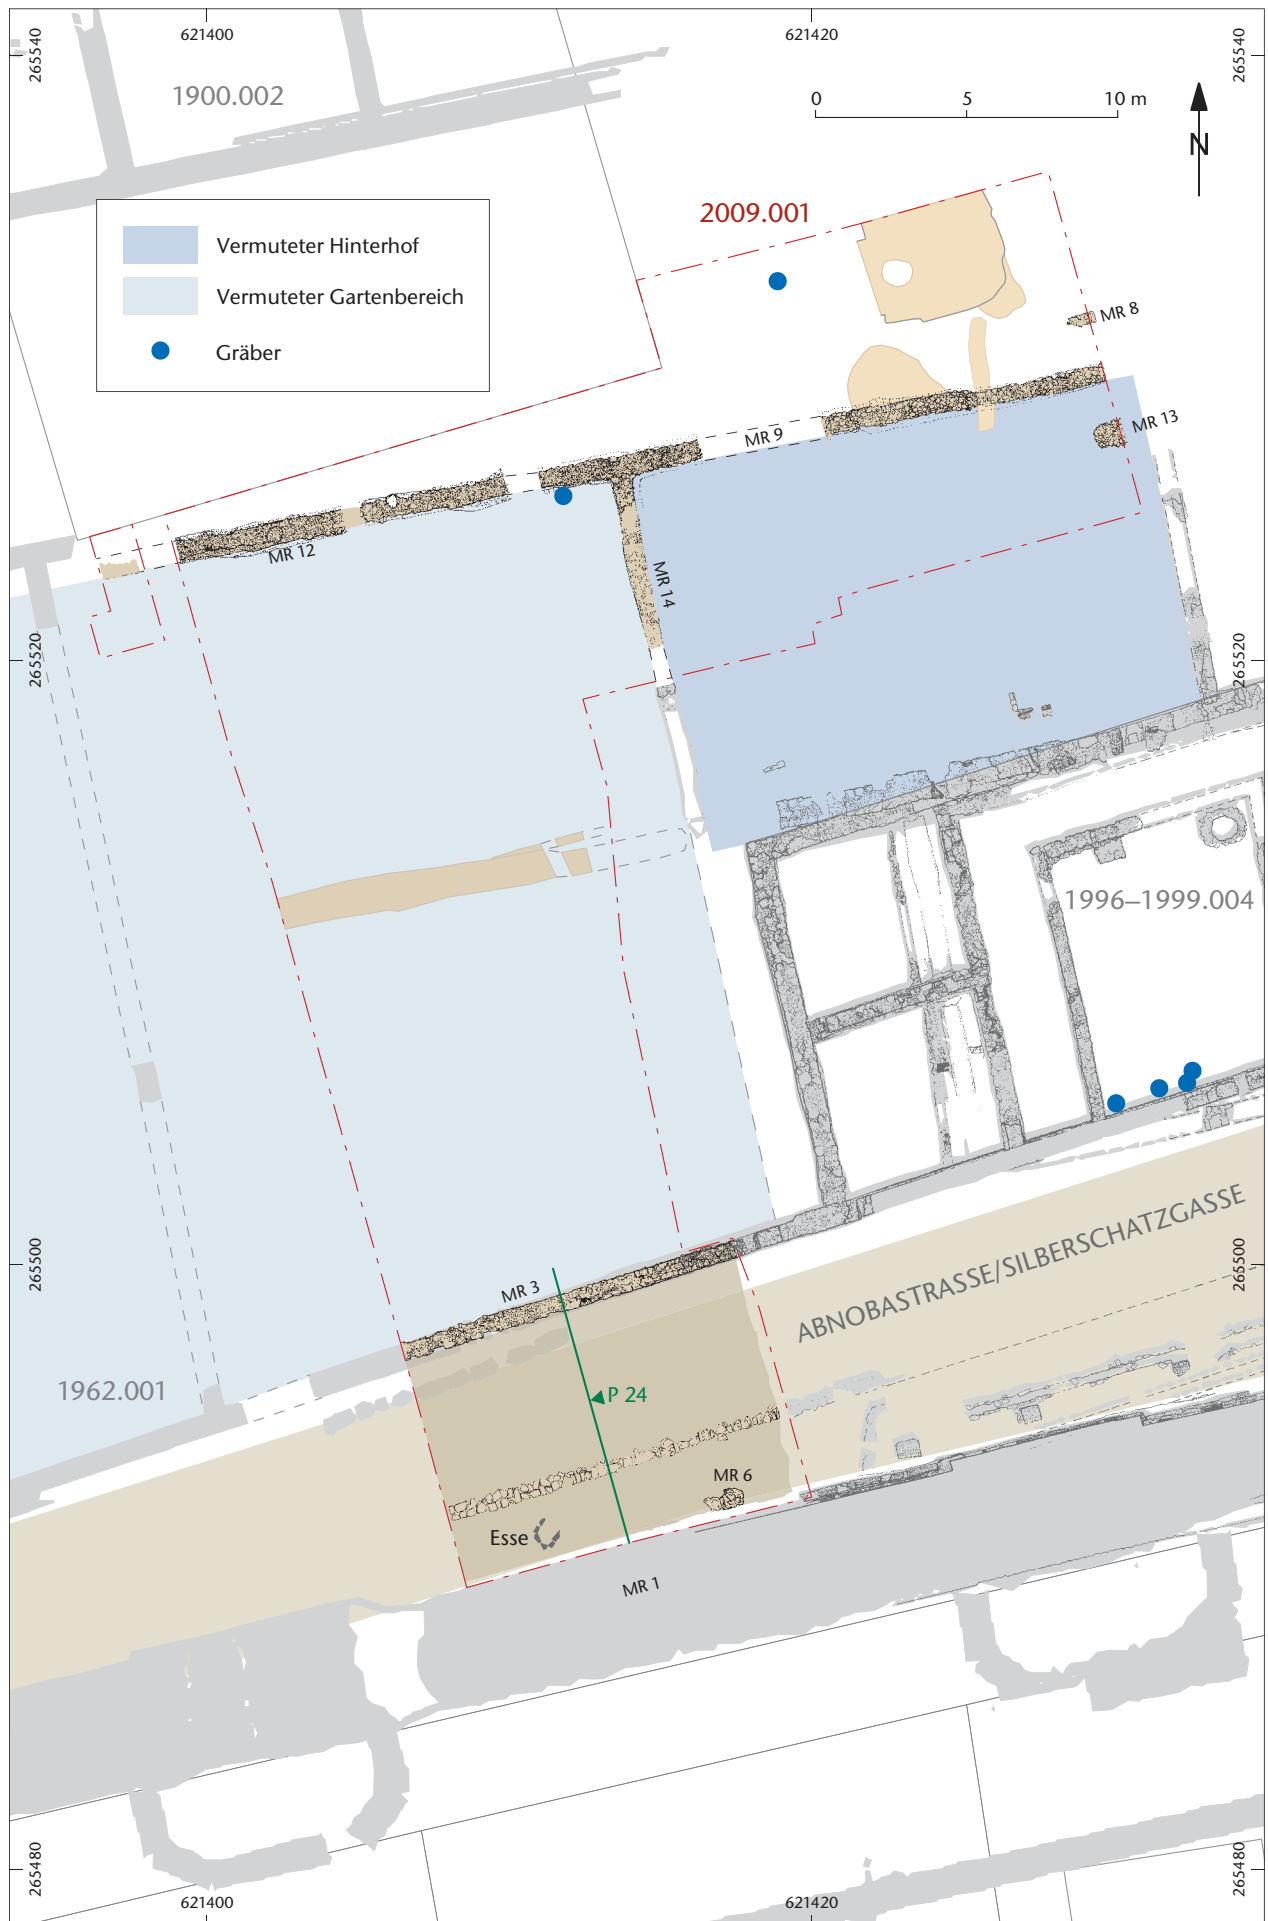 621400
621420
265540
265540
1900.002
0 5 10 m
N
2009.001
Vermuteter Hinterhof
Vermuteter Gartenbereich
Gräber
MR 8
MR 13
MR 9
MR 12
MR 14
265520
265520
1996–1999.004
ABNOBASTRASSE/SILBERSCHATZGASSE
265500
265500
MR 3
1962.001
P 24
MR 6
Esse
MR 1
265480
265480
621400
621420